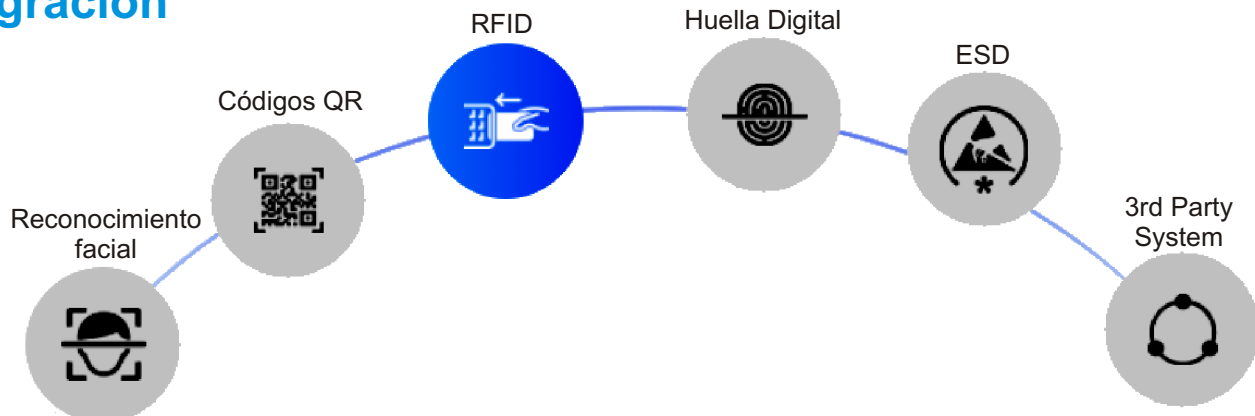 gración
RFID
Huella Digital
ESD
Códigos QR
3rd Party
System
Reconocimiento
facial